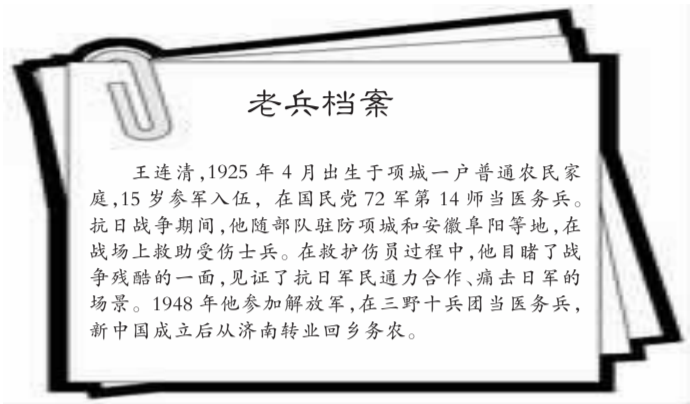 老兵档案
王连清,1925 年 4 月出生于项城一户普通农民家
庭,15 岁参军入伍，在国民党 72 军第 14 师当医务兵。
抗日战争期间,他随部队驻防项城和安徽阜阳等地,在
战场上救助受伤士兵。在救护伤员过程中,他目睹了战
争残酷的一面,见证了抗日军民通力合作、痛击日军的
场景。1948 年他参加解放军,在三野十兵团当医务兵,
新中国成立后从济南转业回乡务农。